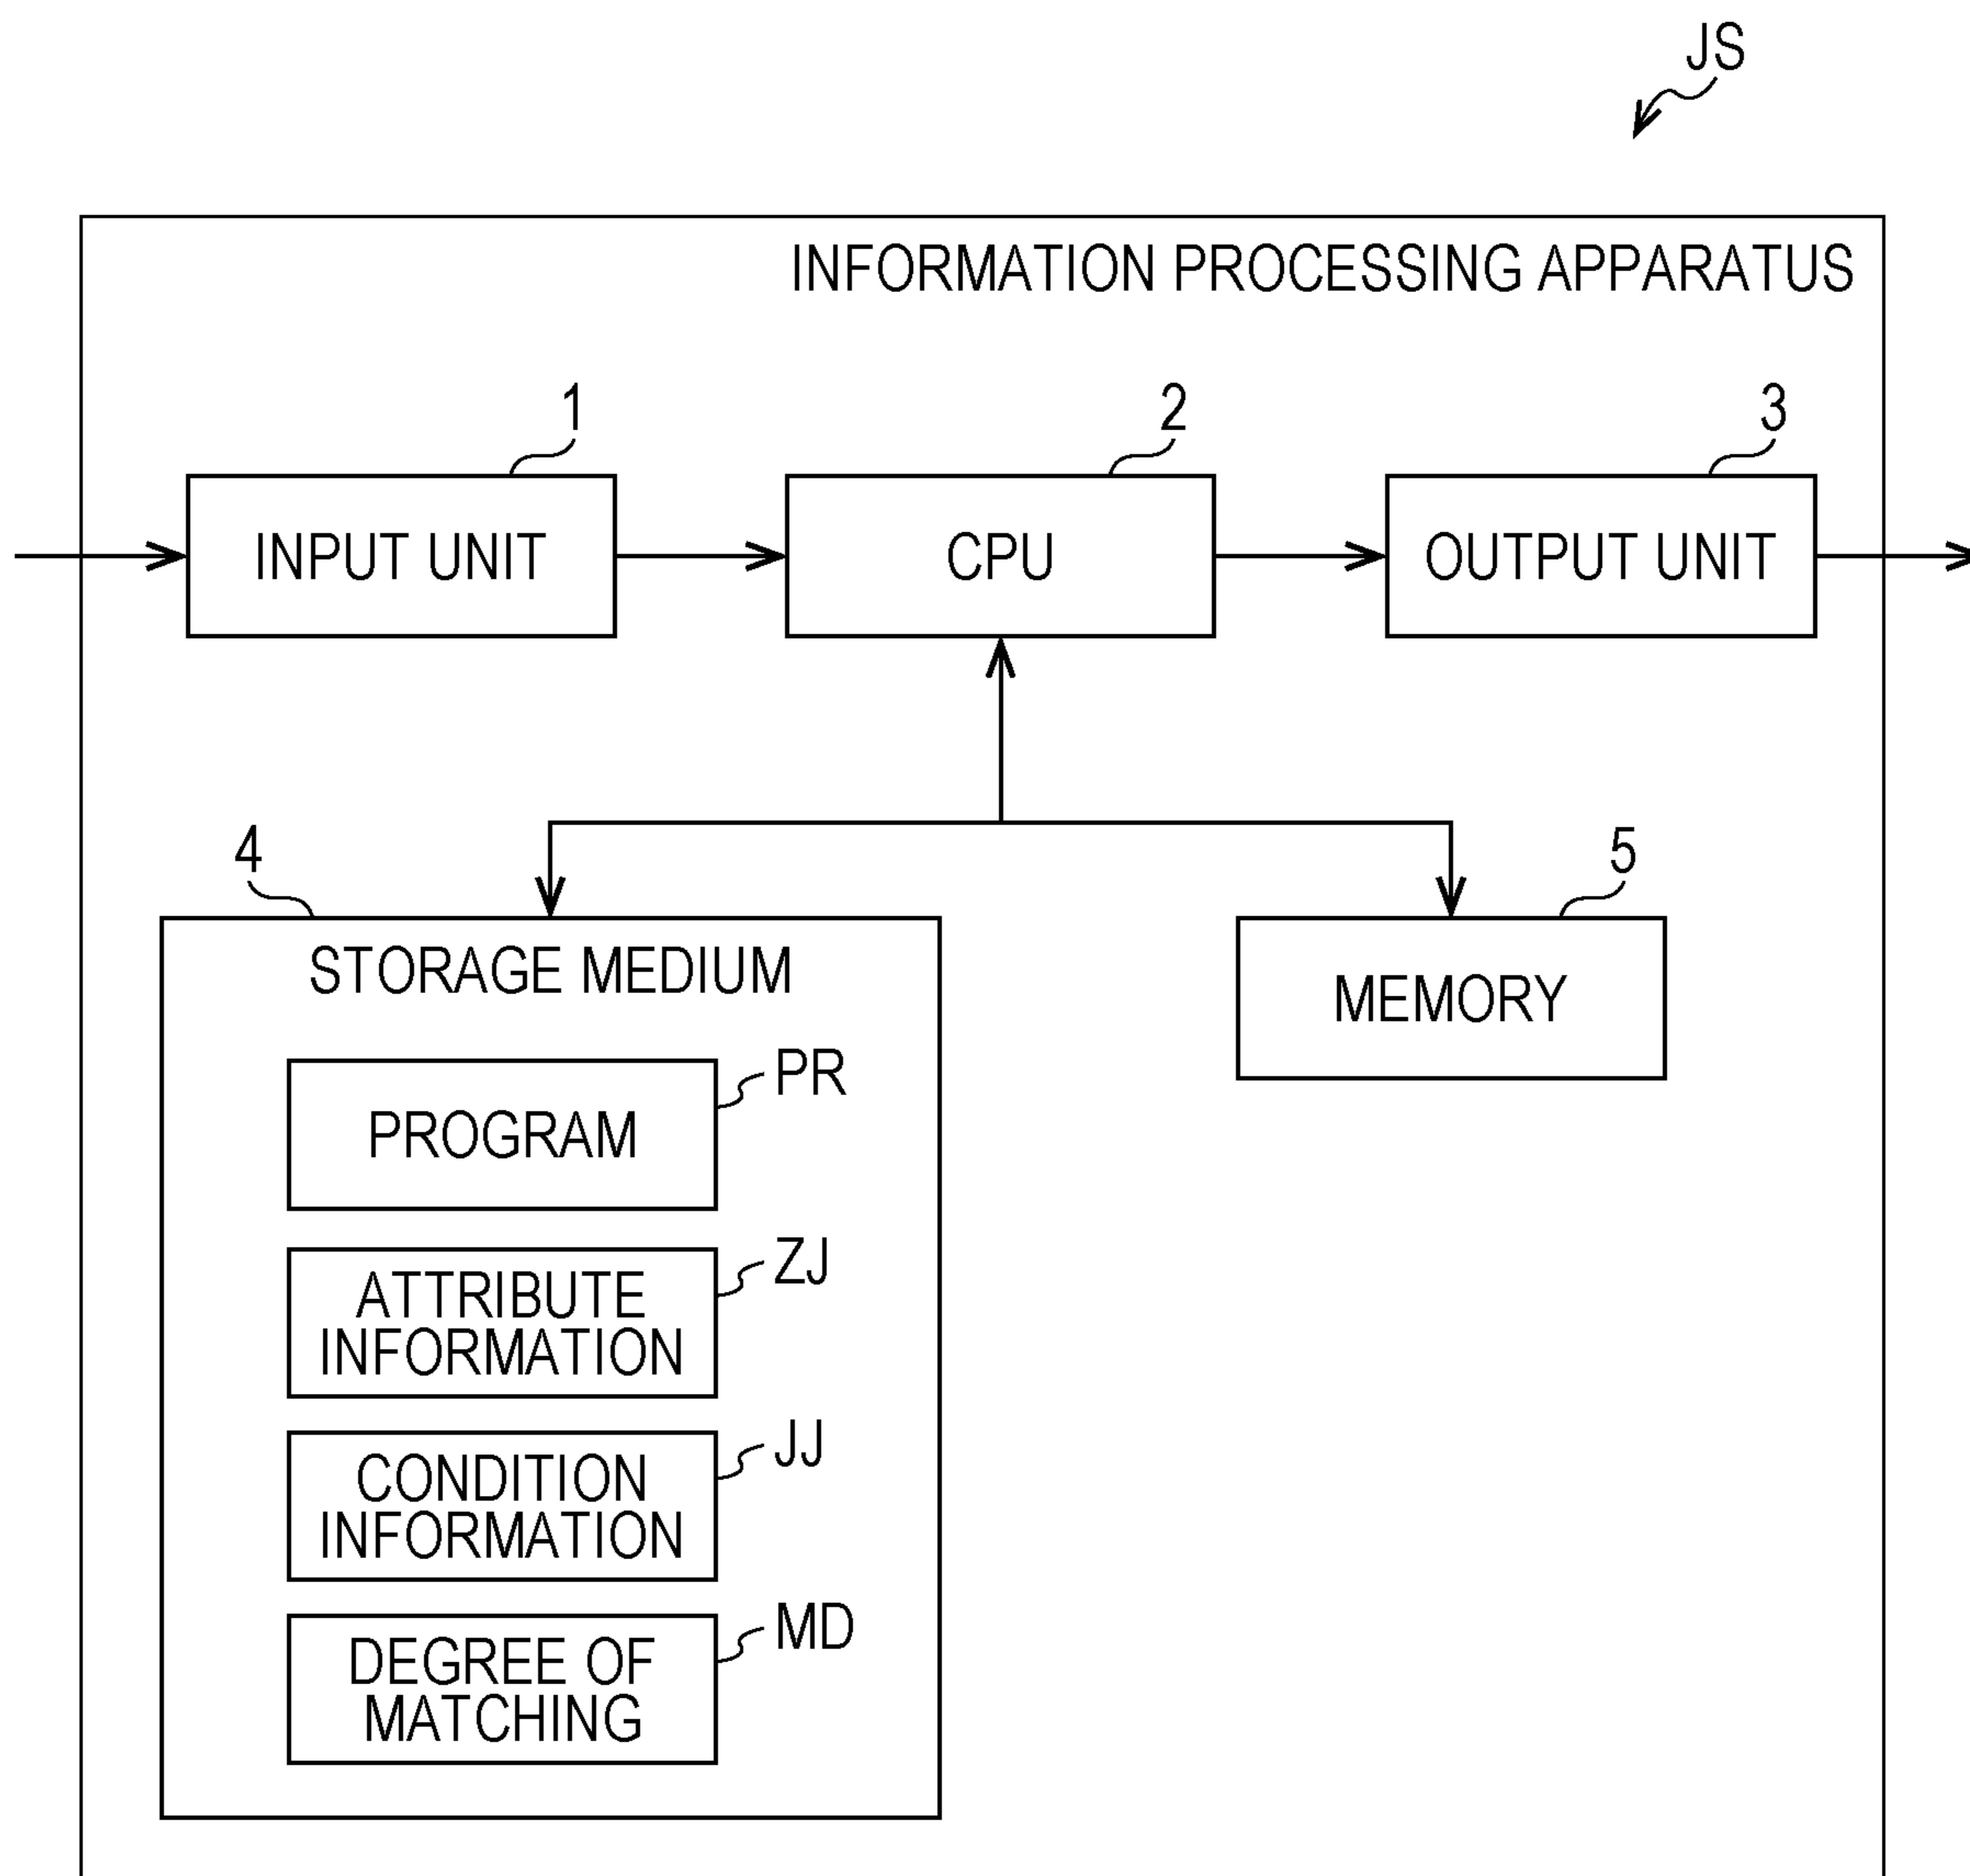 JS
INFORMATION PROCESSING APPARATUS
1
2
3
INPUT UNIT
CPU
OUTPUT UNIT
4
5
STORAGE MEDIUM
MEMORY
PR
PROGRAM
ZJ
ATTRIBUTE
INFORMATION
JJ
CONDITION
INFORMATION
MD
DEGREE OF
MATCHING